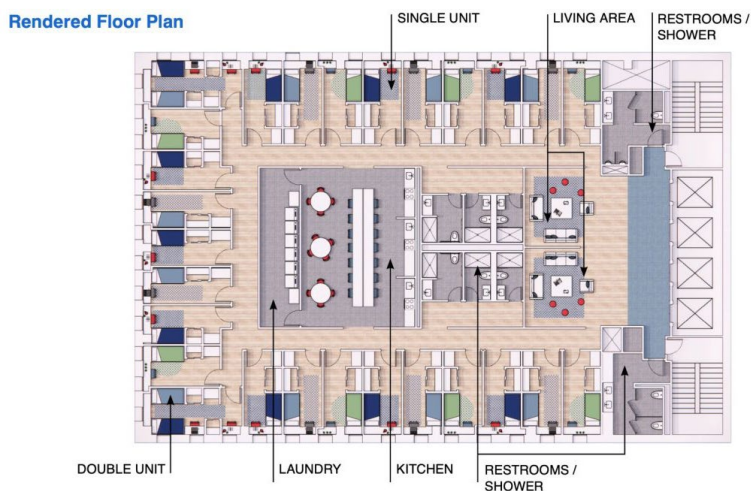 Rendered Floor Plan
SINGLE UNIT
LIVING AREA
RESTROOMS /
SHOWER
DOUBLE UNIT
LAUNDRY
KITCHEN
RESTROOMS /
SHOWER